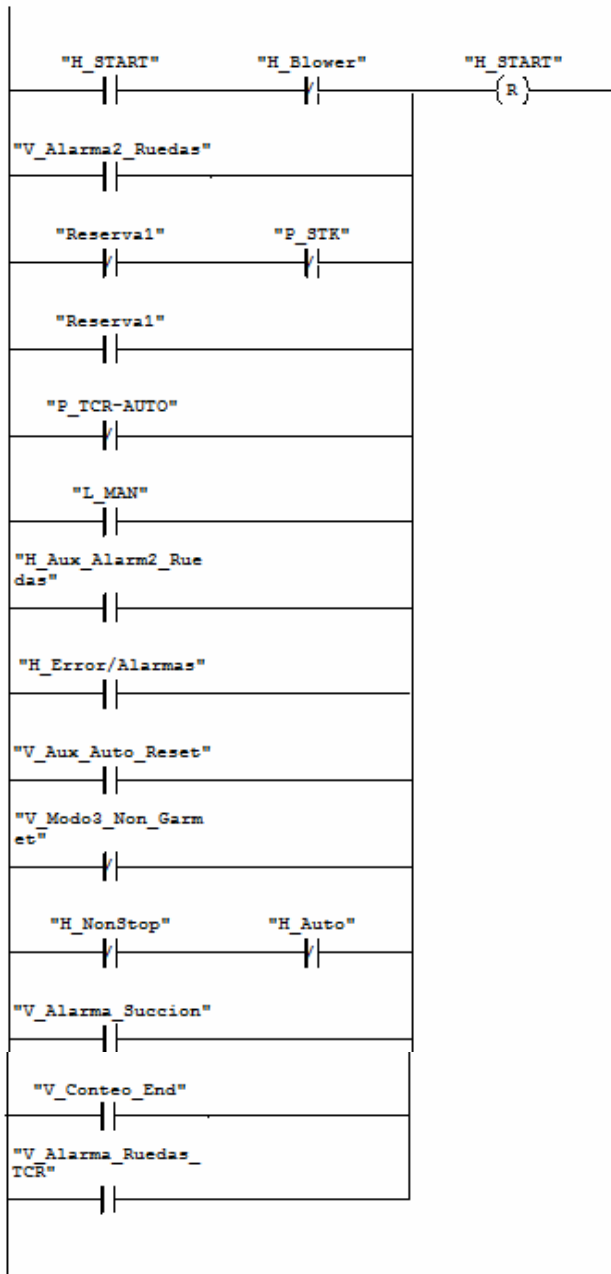 "H_START" "H_Blower" "H_START"
R
"V_Alarma2_Ruedas"
"Reserva1" "P_STK"
"Reserva1"
"P_TCR-AUTO"
"L_MAN"
"H_Aux_Alarm2_Rue
das"
"H_Error/Alarmas"
"V_Aux_Auto_Reset"
"V_Modo3_Non_Garm
et"
"H_NonStop" "H_Auto"
"V_Alarma_Succion"
"V_Conteo_End"
"V_Alarma_Ruedas_
TCR"